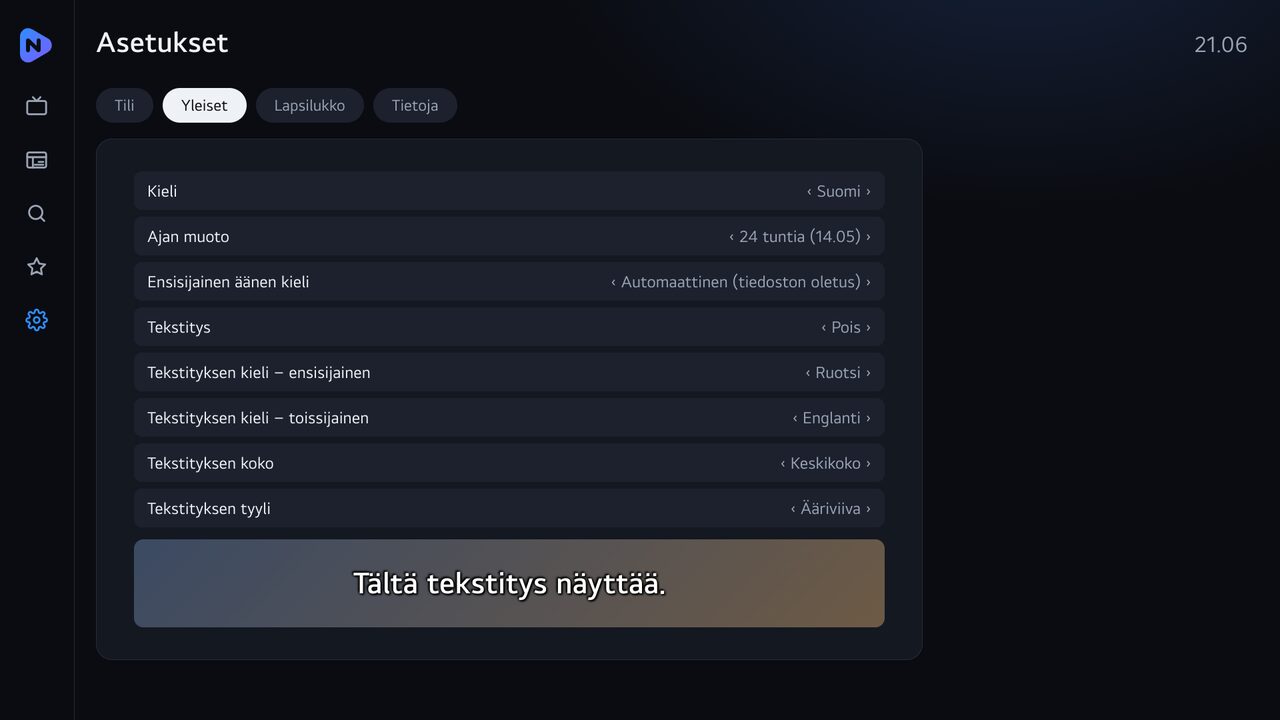 N
Asetukset
21.06
Tili
Yleiset
Lapsilukko
Tietoja
Kieli ‹ Suomi ›
Ajan muoto ‹ 24 tuntia (14.05) ›
Ensisijainen äänen kieli ‹ Automaattinen (tiedoston oletus) ›
Tekstitys ‹ Pois ›
Tekstityksen kieli – ensisijainen ‹ Ruotsi ›
Tekstityksen kieli – toissijainen ‹ Englanti ›
Tekstityksen koko ‹ Keskikoko ›
Tekstityksen tyyli ‹ Ääriviiva ›
Tältä tekstitys näyttää.